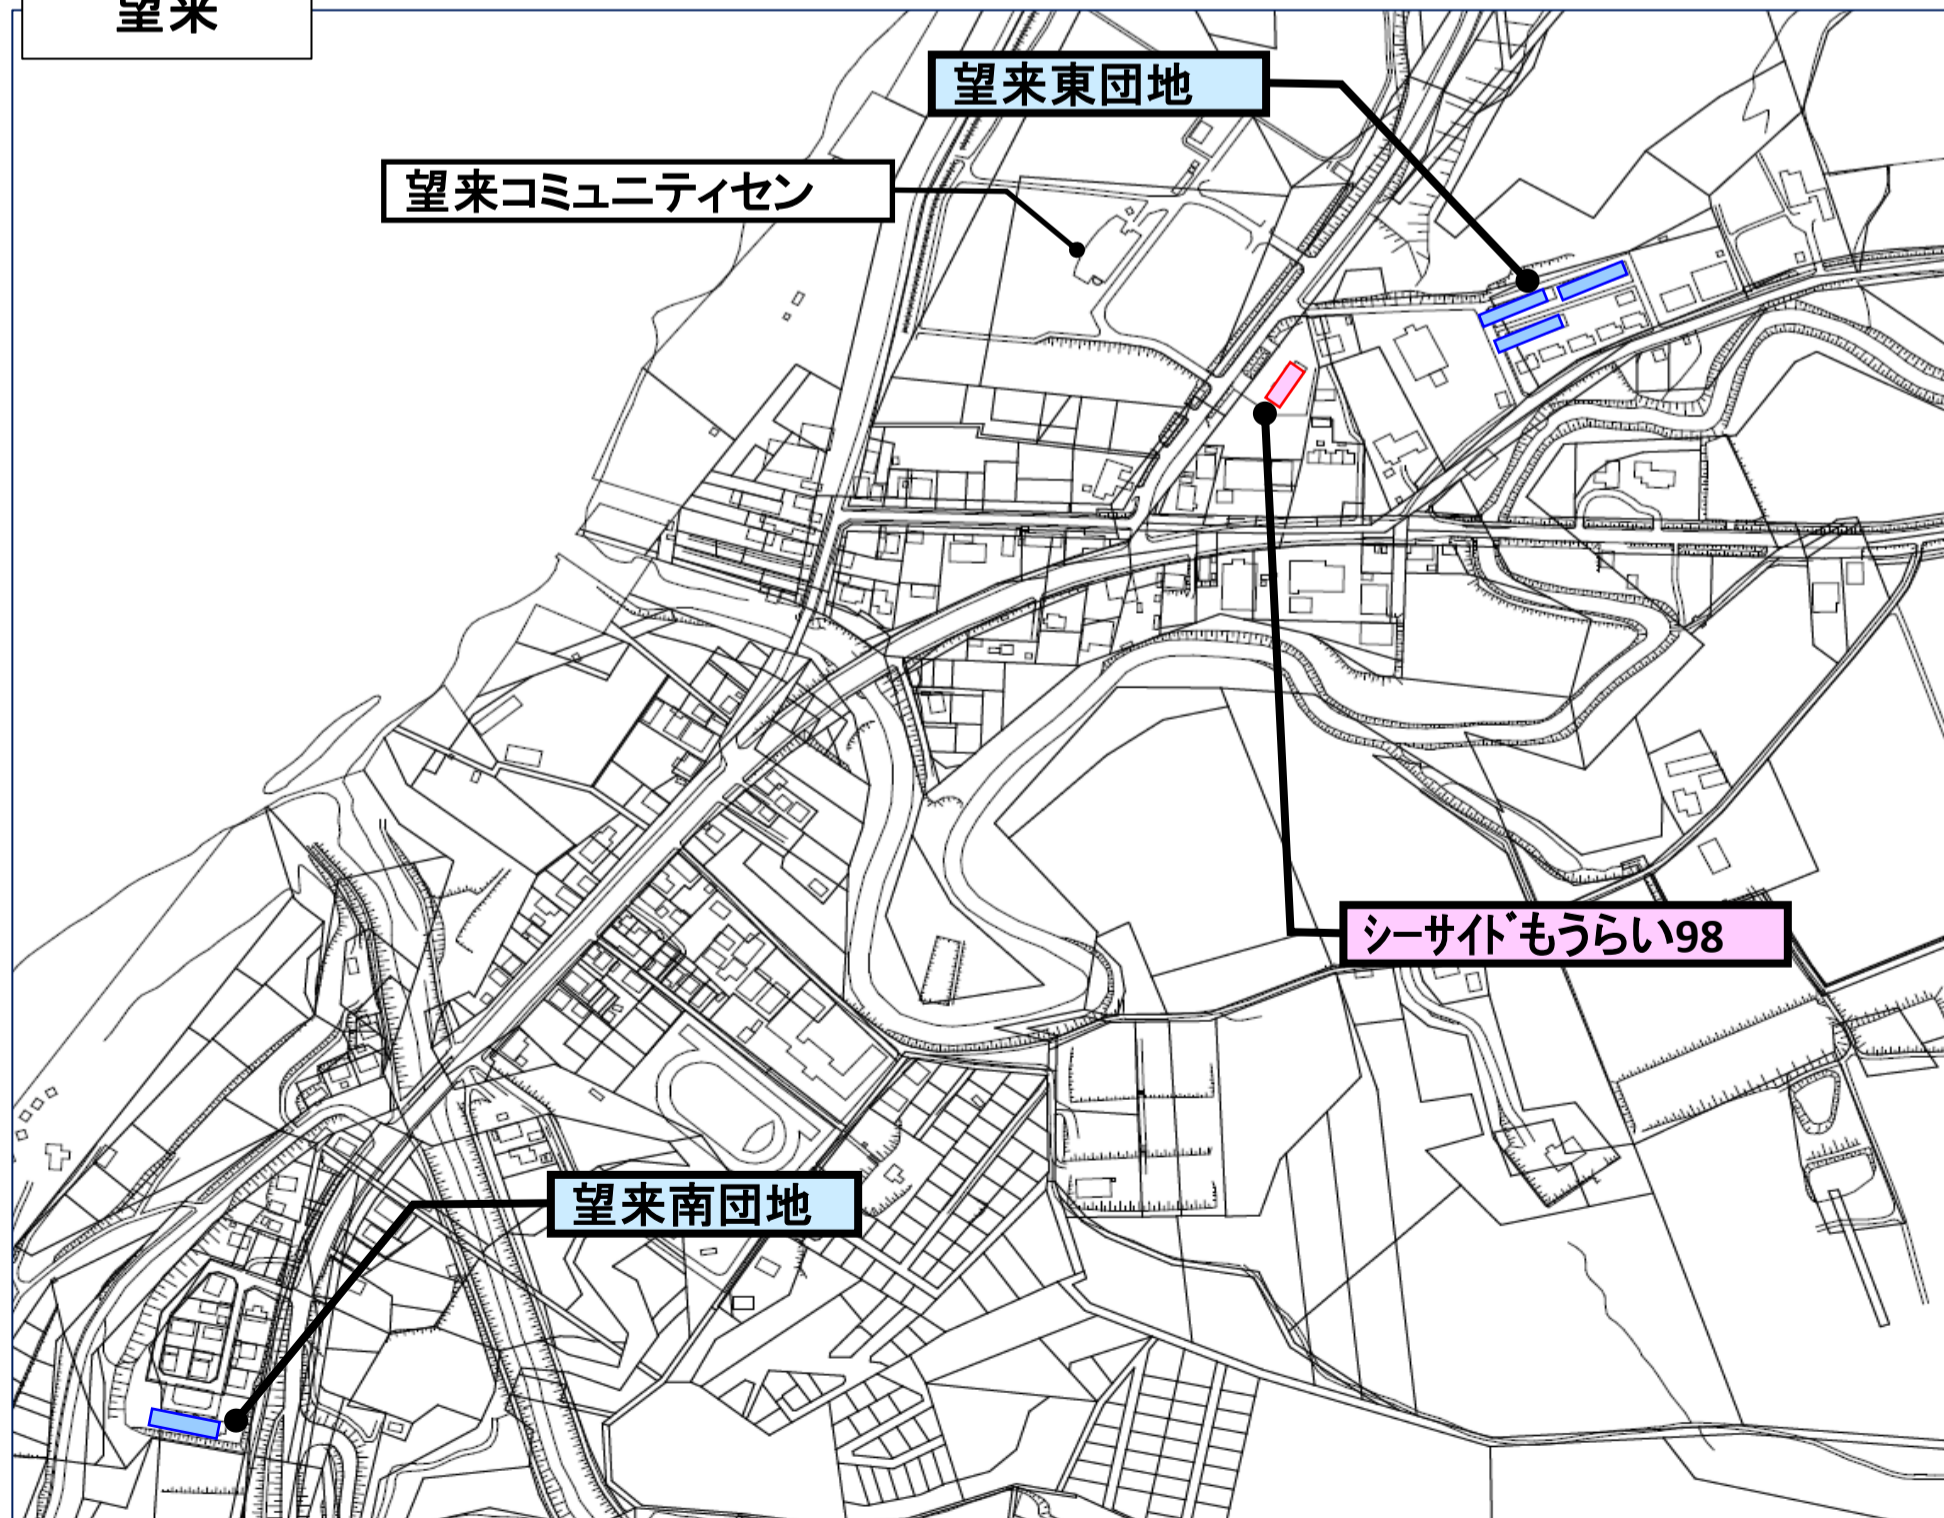 望来
望来東団地
望来コミュニティセン
シーサイドもうらい98
望来南団地